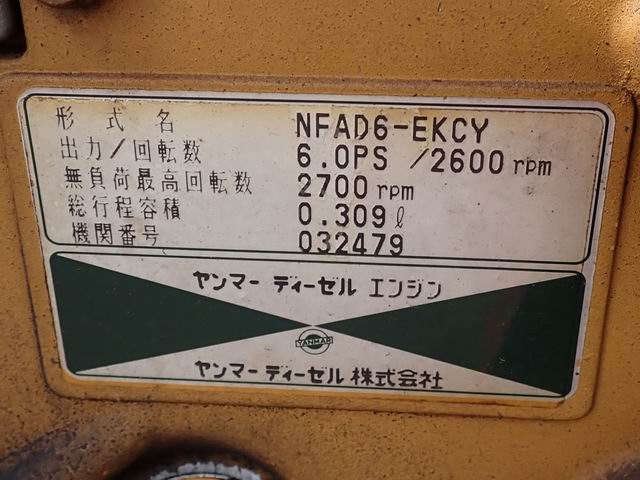 形式名 NFAD6-EKCY
出力/回転数 6.0PS /2600 rpm
無負荷最高回転数 2700 rpm
総行程容積 0.309ℓ
機関番号 032479
ヤンマー ディーゼル エンジン
YANMAR
ヤンマー ディーゼル 株式会社